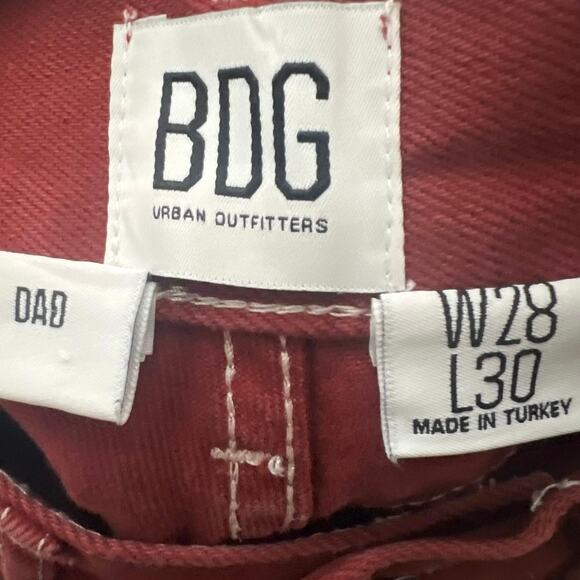 BDG
URBAN OUTFITTERS
DAD
W28
L30
MADE IN TURKEY